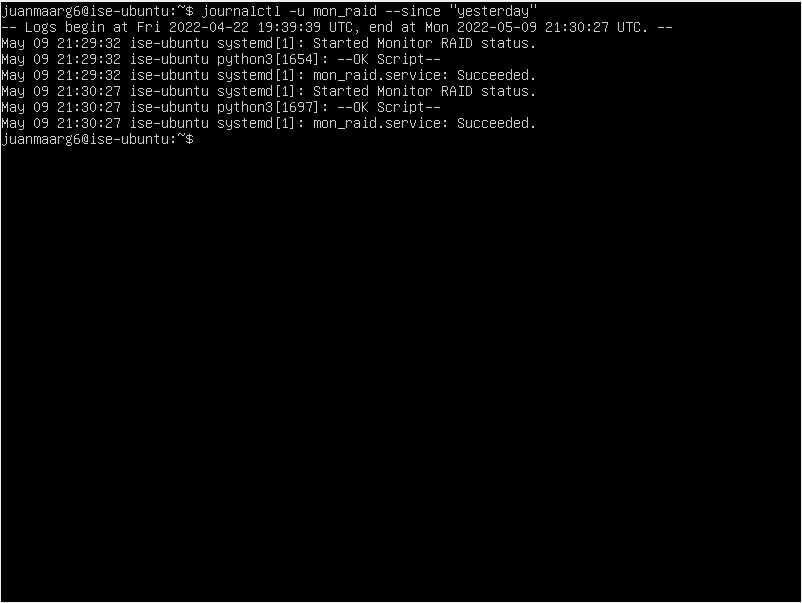 juanmaarg6@ise-ubuntu:~$ journalctl -u mon_raid --since "yesterday"
-- Logs begin at Fri 2022-04-22 19:39:39 UTC, end at Mon 2022-05-09 21:30:27 UTC. --
May 09 21:29:32 ise-ubuntu systemd[1]: Started Monitor RAID status.
May 09 21:29:32 ise-ubuntu python3[1654]: --OK Script--
May 09 21:29:32 ise-ubuntu systemd[1]: mon_raid.service: Succeeded.
May 09 21:30:27 ise-ubuntu systemd[1]: Started Monitor RAID status.
May 09 21:30:27 ise-ubuntu python3[1697]: --OK Script--
May 09 21:30:27 ise-ubuntu systemd[1]: mon_raid.service: Succeeded.
juanmaarg6@ise-ubuntu:~$